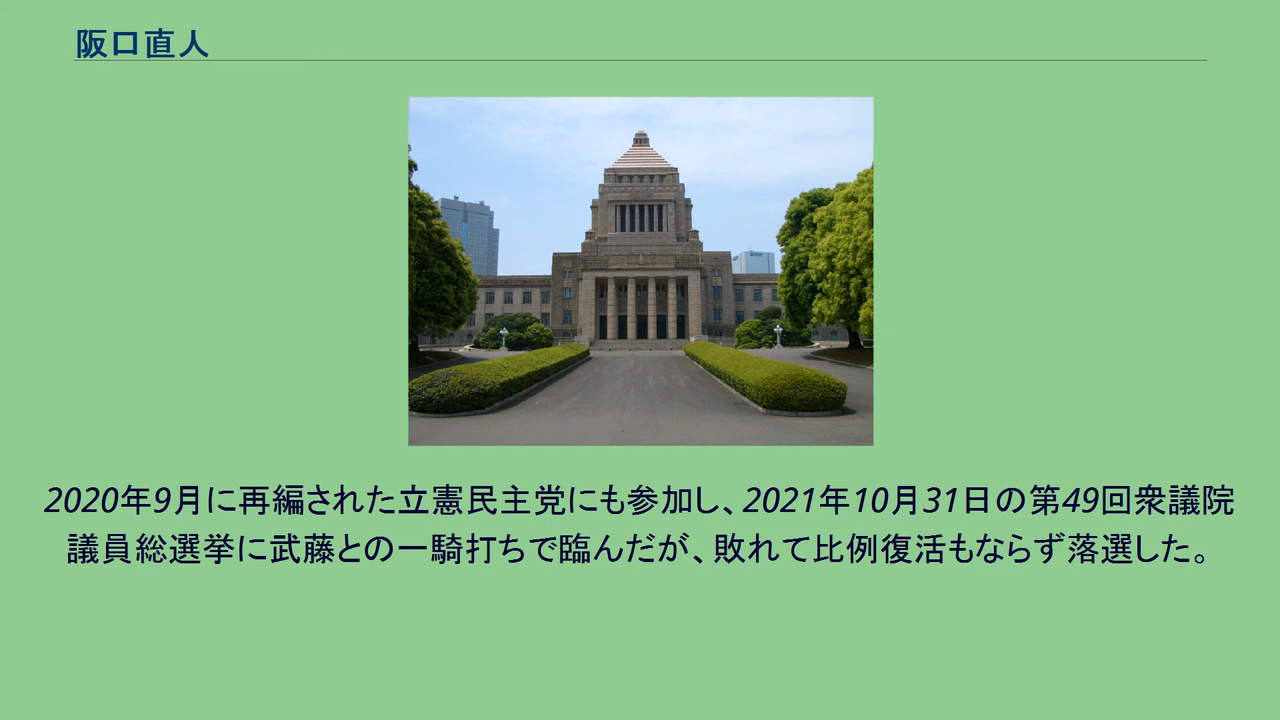 阪口直人
2020年9月に再編された立憲民主党にも参加し、2021年10月31日の第49回衆議院
議員総選挙に武藤との一騎打ちで臨んだが、敗れて比例復活もならず落選した。